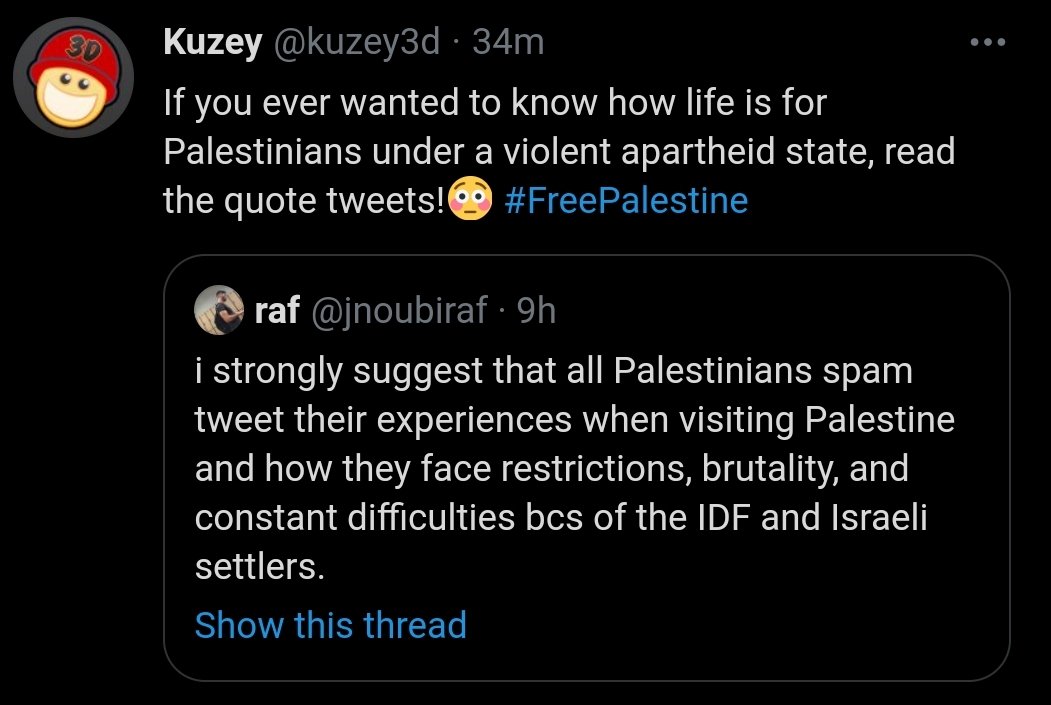 3D
Kuzey @kuzey3d · 34m
If you ever wanted to know how life is for
Palestinians under a violent apartheid state, read
the quote tweets!😳 #FreePalestine
raf @jnoubiraf · 9h
i strongly suggest that all Palestinians spam
tweet their experiences when visiting Palestine
and how they face restrictions, brutality, and
constant difficulties bcs of the IDF and Israeli
settlers.
Show this thread